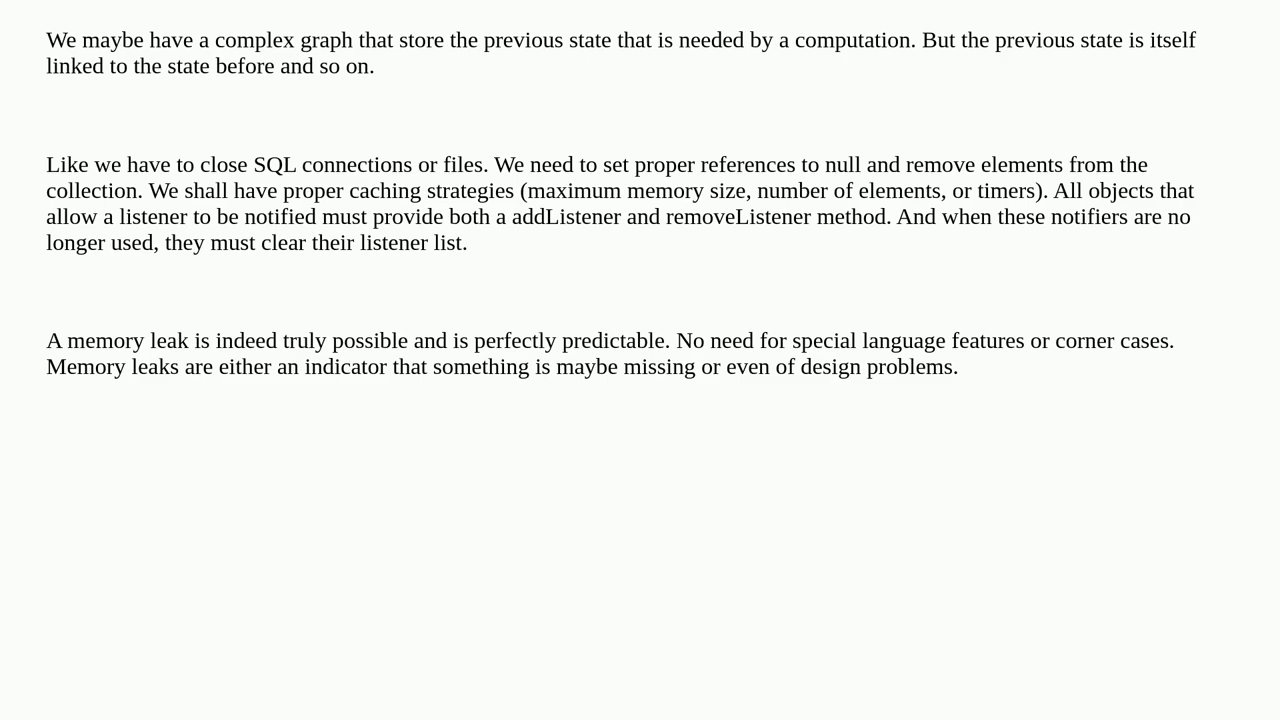 We maybe have a complex graph that store the previous state that is needed by a computation. But the previous state is itself
linked to the state before and so on.
Like we have to close SQL connections or files. We need to set proper references to null and remove elements from the
collection. We shall have proper caching strategies (maximum memory size, number of elements, or timers). All objects that
allow a listener to be notified must provide both a addListener and removeListener method. And when these notifiers are no
longer used, they must clear their listener list.
A memory leak is indeed truly possible and is perfectly predictable. No need for special language features or corner cases.
Memory leaks are either an indicator that something is maybe missing or even of design problems.